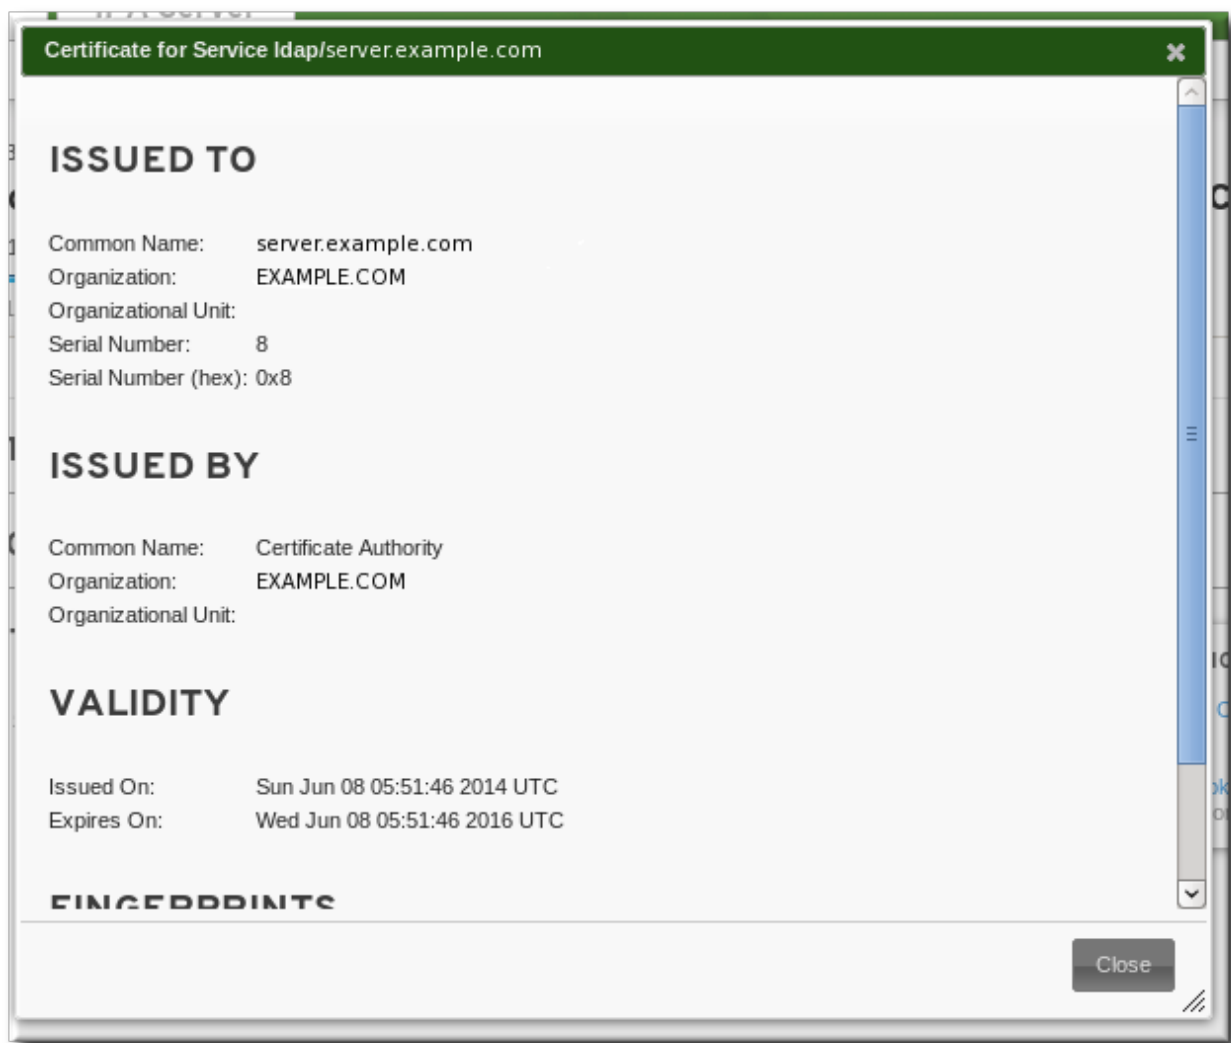 Certificate for Service ldap/server.example.com
ISSUED TO
Common Name: server.example.com
Organization: EXAMPLE.COM
Organizational Unit:
Serial Number: 8
Serial Number (hex): 0x8
ISSUED BY
Common Name: Certificate Authority
Organization: EXAMPLE.COM
Organizational Unit:
VALIDITY
Issued On: Sun Jun 08 05:51:46 2014 UTC
Expires On: Wed Jun 08 05:51:46 2016 UTC
FINGERPRINTS
Close